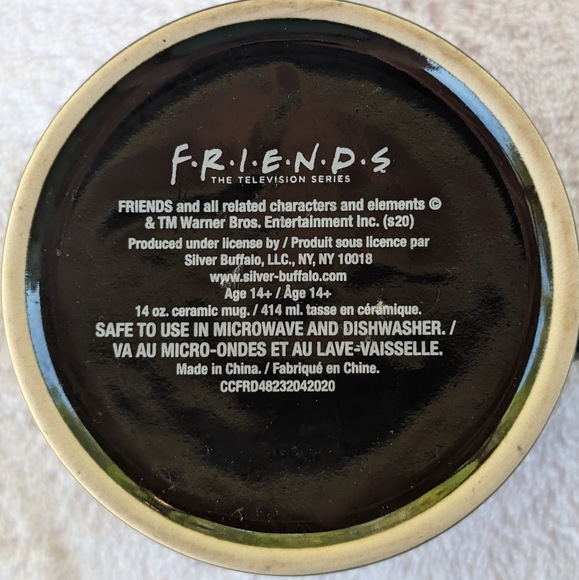 F·R·I·E·N·D·S
THE TELEVISION SERIES
FRIENDS and all related characters and elements ©
& TM Warner Bros. Entertainment Inc. (s20)
Produced under license by / Produit sous licence par
Silver Buffalo, LLC., NY, NY 10018
www.silver-buffalo.com
Age 14+ / Âge 14+
14 oz. ceramic mug. / 414 ml. tasse en céramique.
SAFE TO USE IN MICROWAVE AND DISHWASHER. /
VA AU MICRO-ONDES ET AU LAVE-VAISSELLE.
Made in China. / Fabriqué en Chine.
CCFRD48232042020